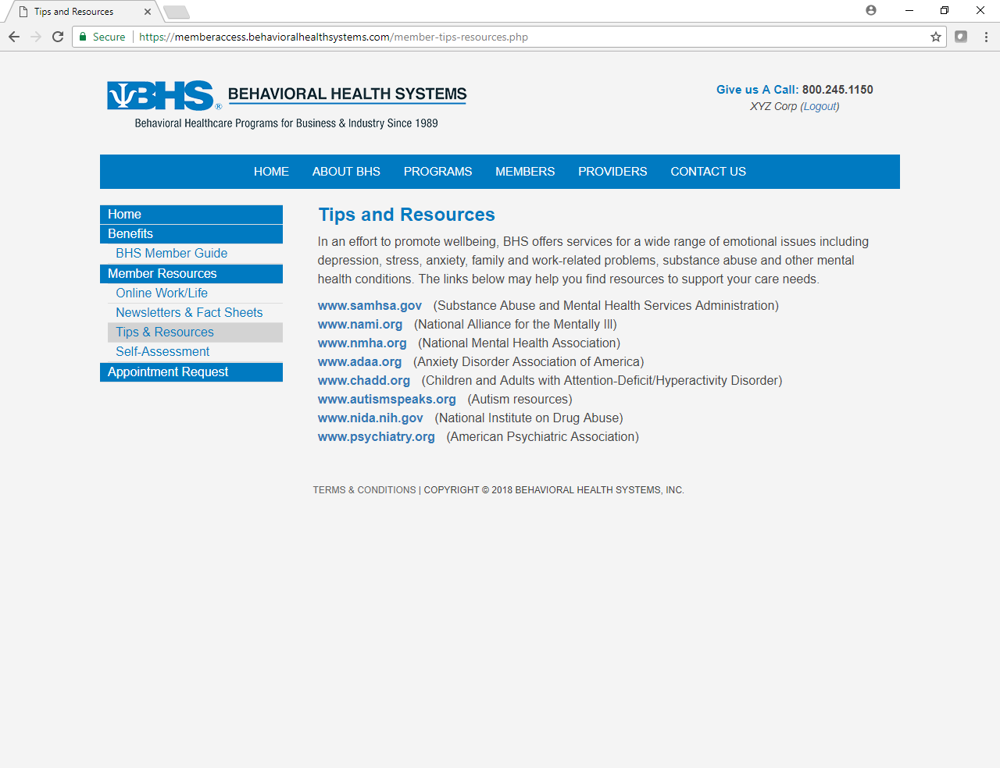 Tips and Resources
Secure https://memberaccess.behavioralhealthsystems.com/member-tips-resources.php
ΨBHS® BEHAVIORAL HEALTH SYSTEMS
Behavioral Healthcare Programs for Business & Industry Since 1989
Give us A Call: 800.245.1150
XYZ Corp (Logout)
HOME ABOUT BHS PROGRAMS MEMBERS PROVIDERS CONTACT US
Home
Benefits
BHS Member Guide
Member Resources
Online Work/Life
Newsletters & Fact Sheets
Tips & Resources
Self-Assessment
Appointment Request
Tips and Resources
In an effort to promote wellbeing, BHS offers services for a wide range of emotional issues including
depression, stress, anxiety, family and work-related problems, substance abuse and other mental
health conditions. The links below may help you find resources to support your care needs.
www.samhsa.gov (Substance Abuse and Mental Health Services Administration)
www.nami.org (National Alliance for the Mentally Ill)
www.nmha.org (National Mental Health Association)
www.adaa.org (Anxiety Disorder Association of America)
www.chadd.org (Children and Adults with Attention-Deficit/Hyperactivity Disorder)
www.autismspeaks.org (Autism resources)
www.nida.nih.gov (National Institute on Drug Abuse)
www.psychiatry.org (American Psychiatric Association)
TERMS & CONDITIONS | COPYRIGHT © 2018 BEHAVIORAL HEALTH SYSTEMS, INC.